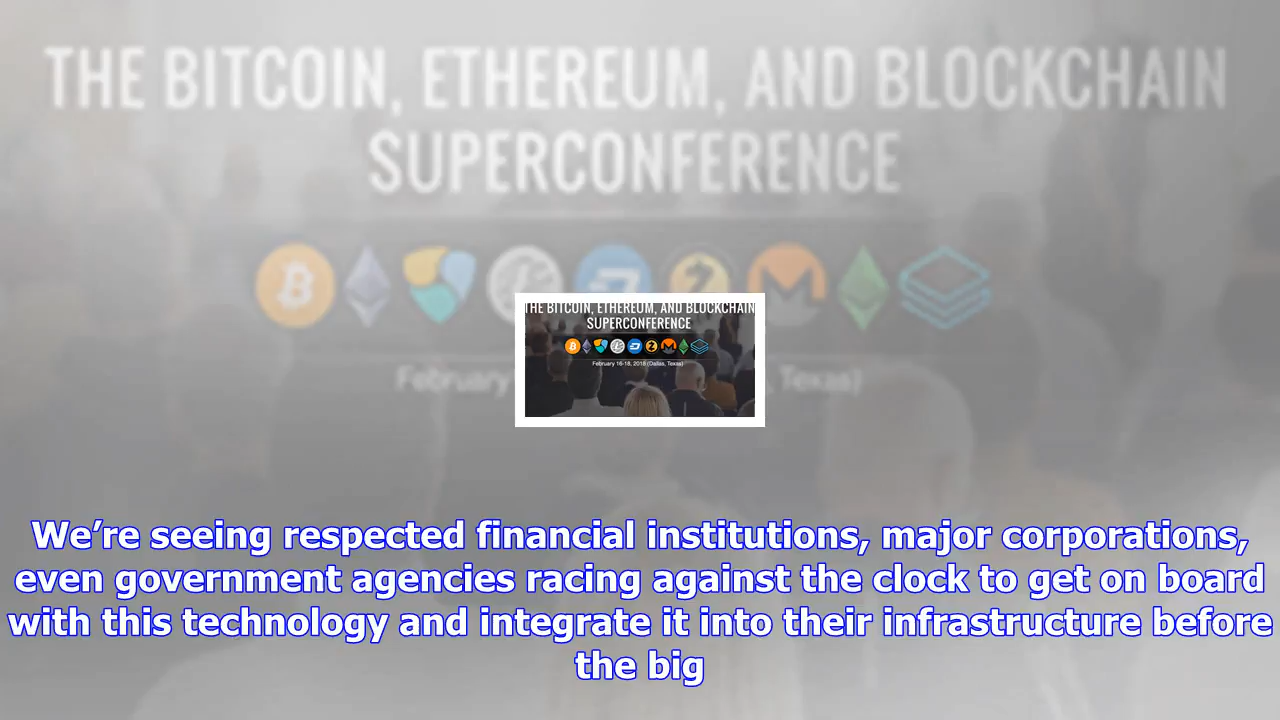 THE BITCOIN, ETHEREUM, AND BLOCKCHAIN
SUPERCONFERENCE
February
Texas)
THE BITCOIN, ETHEREUM, AND BLOCKCHAIN
SUPERCONFERENCE
February 16-18, 2018 (Dallas, Texas)
We’re seeing respected financial institutions, major corporations,
even government agencies racing against the clock to get on board
with this technology and integrate it into their infrastructure before
the big